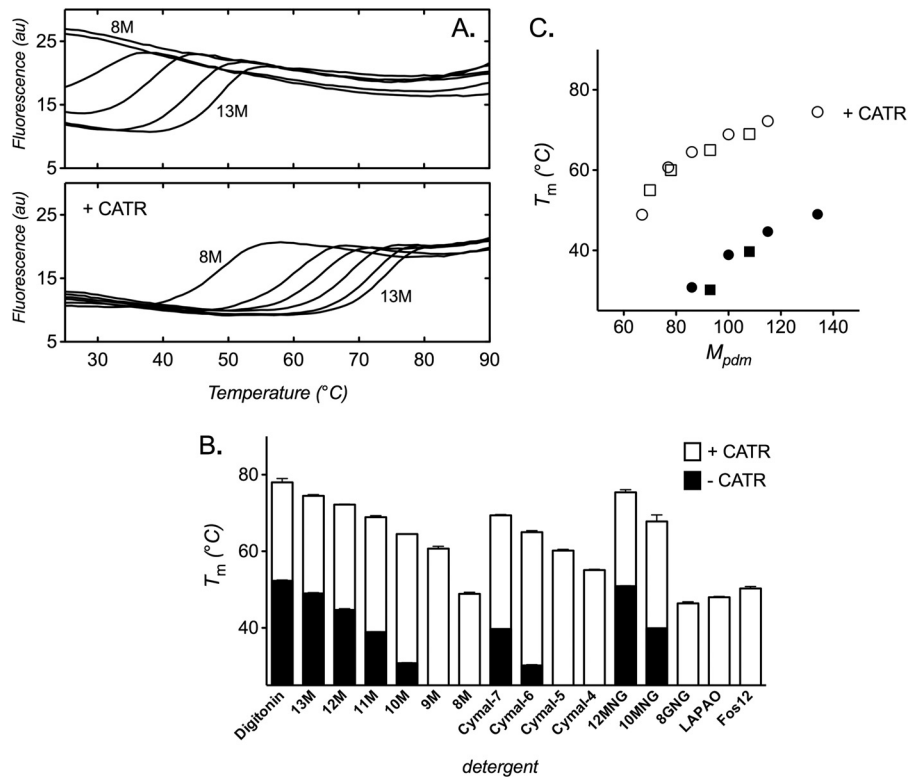 A.
Fluorescence (au)
25
15
5
8M
13M
+ CATR
Fluorescence (au)
25
15
5
8M
13M
30 40 50 60 70 80 90
Temperature (°C)
C.
Tm (°C)
80
60
40
+ CATR
60 80 100 120 140
Mpdm
B.
+ CATR
- CATR
Tm (°C)
80
60
40
Digitonin
13M
12M
11M
10M
9M
8M
Cymal-7
Cymal-6
Cymal-5
Cymal-4
12MNG
10MNG
8GNG
LAPAO
Fos12
detergent